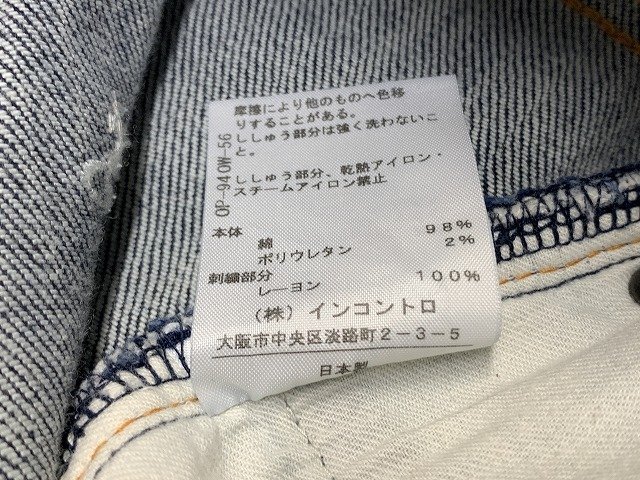 摩擦により他のものへ色移
りすることがある。
ししゅう部分は強く洗わないこ
と。
ししゅう部分、乾熱アイロン・
スチームアイロン禁止
OP-940W-56
本体
綿 98%
ポリウレタン 2%
刺繍部分
レーヨン 100%
(株) インコントロ
大阪市中央区淡路町2-3-5
日本製